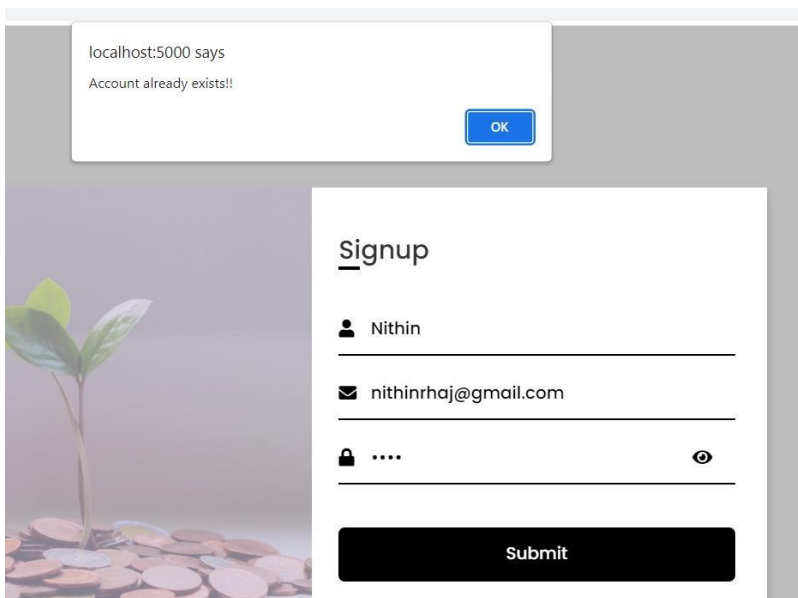 localhost:5000 says
Account already exists!!
OK
Signup
Nithin
nithinrhaj@gmail.com
••••
Submit